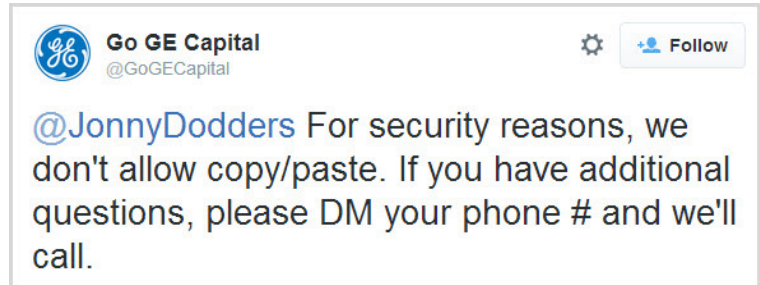 Go GE Capital
@GoGECapital
Follow
@JonnyDodders For security reasons, we
don't allow copy/paste. If you have additional
questions, please DM your phone # and we'll
call.